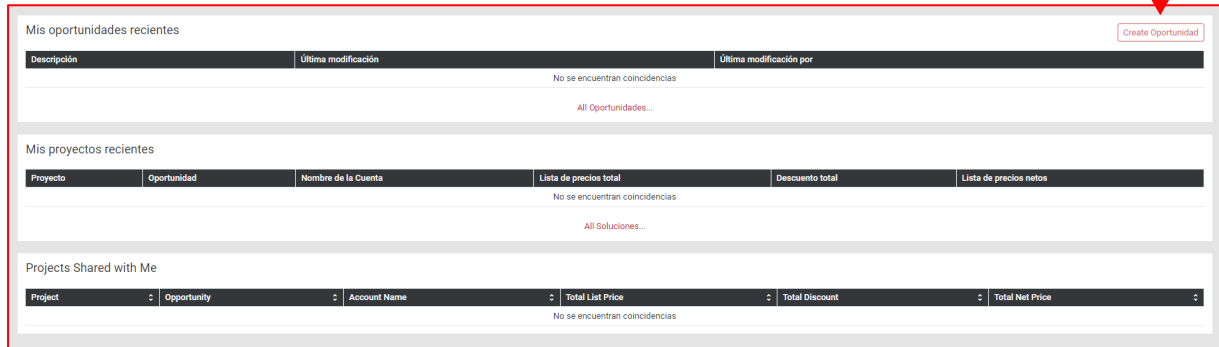 Mis oportunidades recientes
Create Oportunidad
Descripción Última modificación Última modificación por
No se encuentran coincidencias
All Oportunidades...
Mis proyectos recientes
Proyecto Oportunidad Nombre de la Cuenta Lista de precios total Descuento total Lista de precios netos
No se encuentran coincidencias
All Soluciones...
Projects Shared with Me
Project Opportunity Account Name Total List Price Total Discount Total Net Price
No se encuentran coincidencias